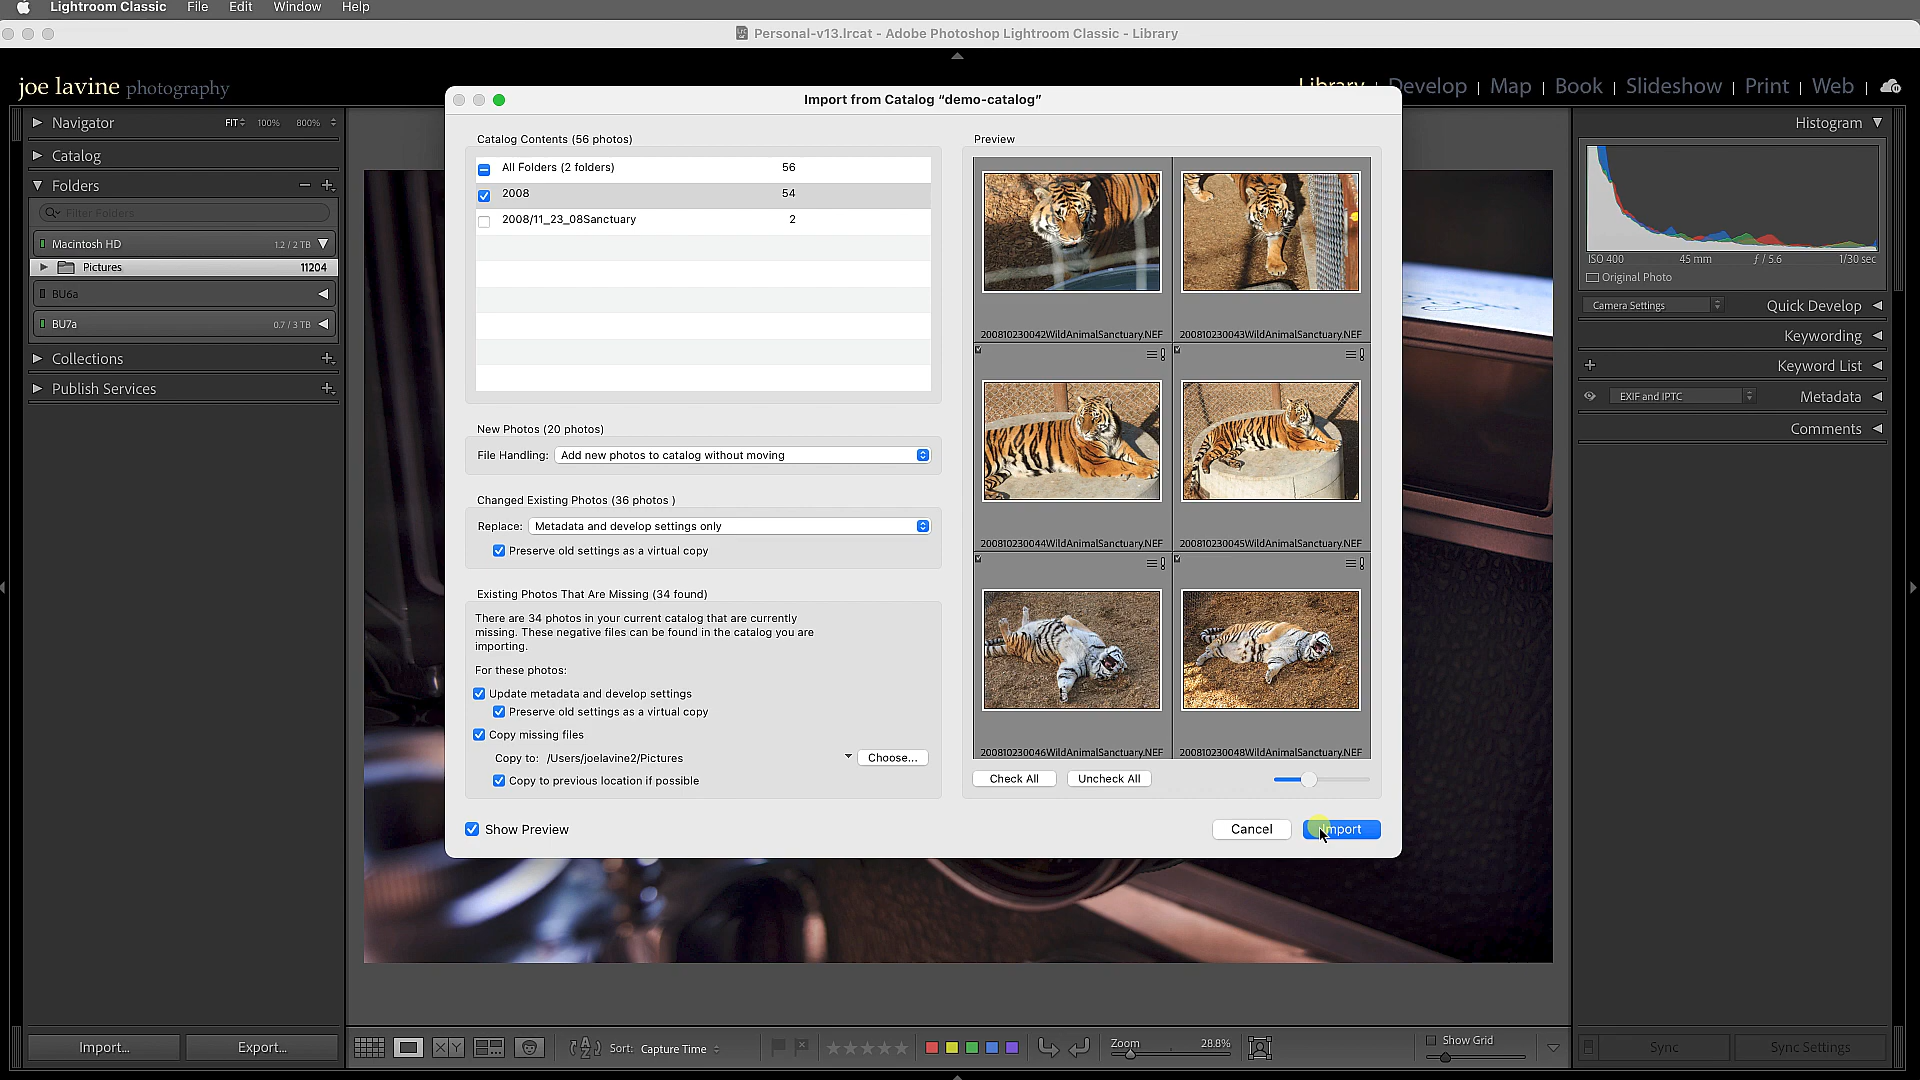 Lightroom Classic File Edit Window Help
Personal-v13.lrcat - Adobe Photoshop Lightroom Classic - Library
joe lavine photography
Library | Develop | Map | Book | Slideshow | Print | Web |
Navigator FIT 100% 800%
Catalog
Folders
Filter Folders
Macintosh HD 1.2 / 2 TB
Pictures 11204
BU6a
BU7a 0.7 / 3 TB
Collections
Publish Services
Import from Catalog “demo-catalog”
Catalog Contents (56 photos)
All Folders (2 folders) 56
2008 54
2008/11_23_08Sanctuary 2
New Photos (20 photos)
File Handling: Add new photos to catalog without moving
Changed Existing Photos (36 photos )
Replace: Metadata and develop settings only
Preserve old settings as a virtual copy
Existing Photos That Are Missing (34 found)
There are 34 photos in your current catalog that are currently
missing. These negative files can be found in the catalog you are
importing.
For these photos:
Update metadata and develop settings
Preserve old settings as a virtual copy
Copy missing files
Copy to: /Users/joelavine2/Pictures Choose...
Copy to previous location if possible
Show Preview
Preview
200810230042WildAnimalSanctuary.NEF 200810230043WildAnimalSanctuary.NEF
200810230044WildAnimalSanctuary.NEF 200810230045WildAnimalSanctuary.NEF
200810230046WildAnimalSanctuary.NEF 200810230048WildAnimalSanctuary.NEF
Check All Uncheck All
Cancel Import
Histogram
ISO 400 45 mm ƒ / 5.6 1/30 sec
Original Photo
Camera Settings Quick Develop
Keywording
Keyword List
EXIF and IPTC Metadata
Comments
Import... Export...
XY
Sort: Capture Time
Zoom 28.8%
Show Grid
Sync Sync Settings